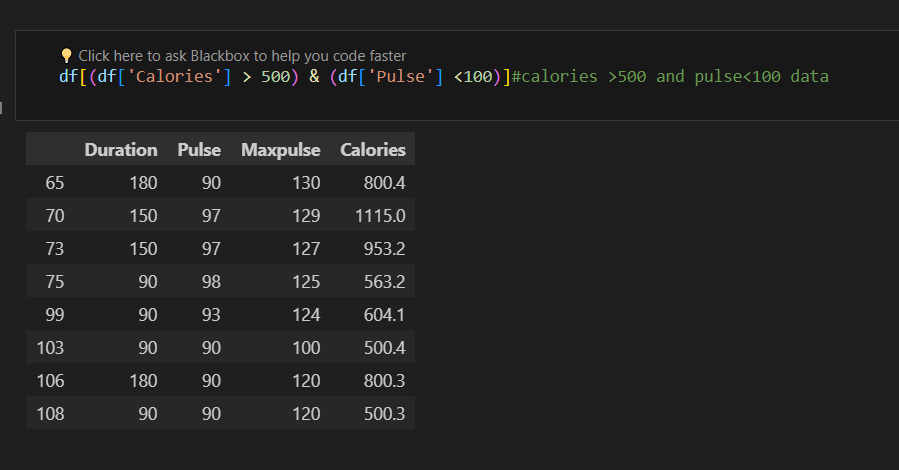 💡 Click here to ask Blackbox to help you code faster
df[(df['Calories'] > 500) & (df['Pulse'] <100)]#calories >500 and pulse<100 data
Duration Pulse Maxpulse Calories
65 180 90 130 800.4
70 150 97 129 1115.0
73 150 97 127 953.2
75 90 98 125 563.2
99 90 93 124 604.1
103 90 90 100 500.4
106 180 90 120 800.3
108 90 90 120 500.3